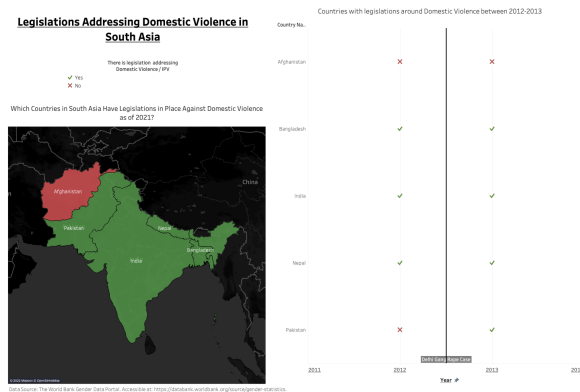 Legislations Addressing Domestic Violence in
South Asia
There is legislation addressing
Domestic Violence / IPV
Yes
No
Which Countries in South Asia Have Legislations in Place Against Domestic Violence
as of 2021?
Afghanistan
China
Pakistan
Nepal
Bangladesh
India
© 2025 Mapbox © OpenStreetMap
Data Source. The World Bank Gender Data Portal. Accessible at: https://databank.worldbank.org/source/gender-statistics.
Countries with legislations around Domestic Violence between 2012-2013
Country Na..
Afghanistan
Bangladesh
India
Nepal
Pakistan
Delhi Gang Rape Case
2011
2012
2013
Year